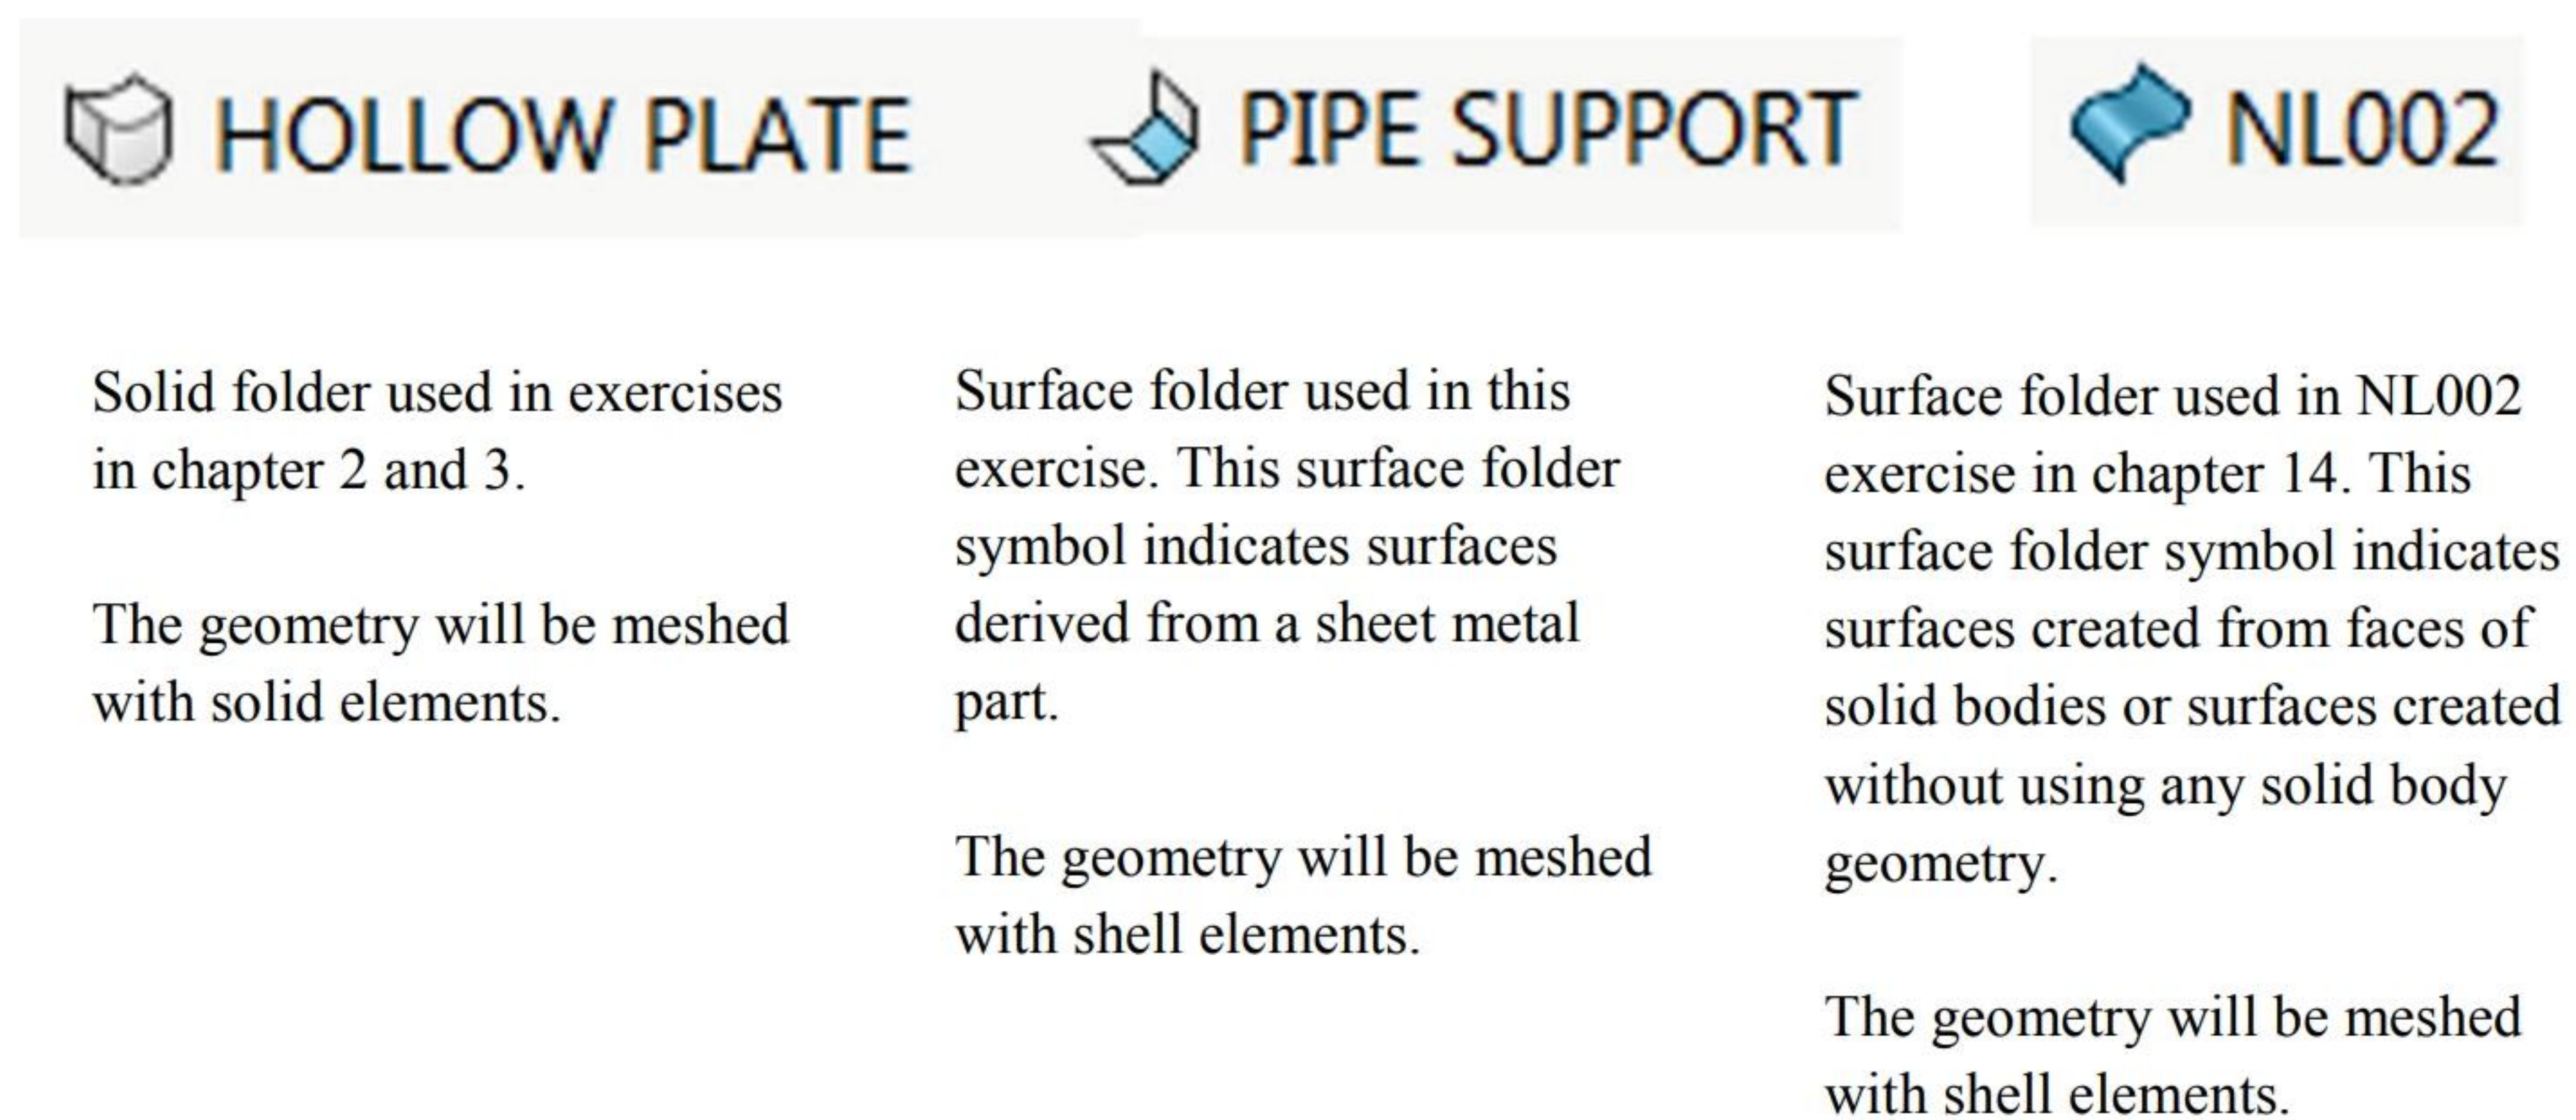 HOLLOW PLATE
PIPE SUPPORT
NL002
Solid folder used in exercises
in chapter 2 and 3.
The geometry will be meshed
with solid elements.
Surface folder used in this
exercise. This surface folder
symbol indicates surfaces
derived from a sheet metal
part.
The geometry will be meshed
with shell elements.
Surface folder used in NL002
exercise in chapter 14. This
surface folder symbol indicates
surfaces created from faces of
solid bodies or surfaces created
without using any solid body
geometry.
The geometry will be meshed
with shell elements.